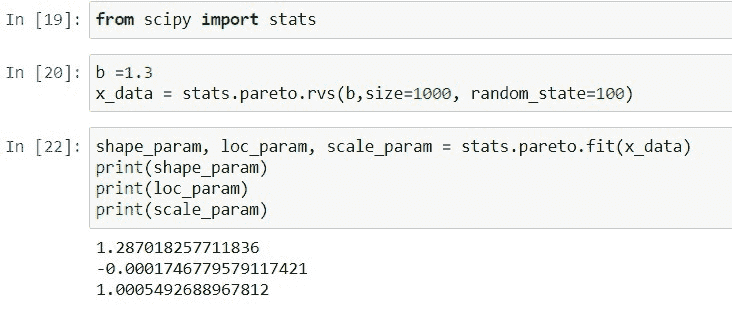 In [19]: from scipy import stats
In [20]: b =1.3
x_data = stats.pareto.rvs(b,size=1000, random_state=100)
In [22]: shape_param, loc_param, scale_param = stats.pareto.fit(x_data)
print(shape_param)
print(loc_param)
print(scale_param)
1.287018257711836
-0.0001746779579117421
1.0005492688967812